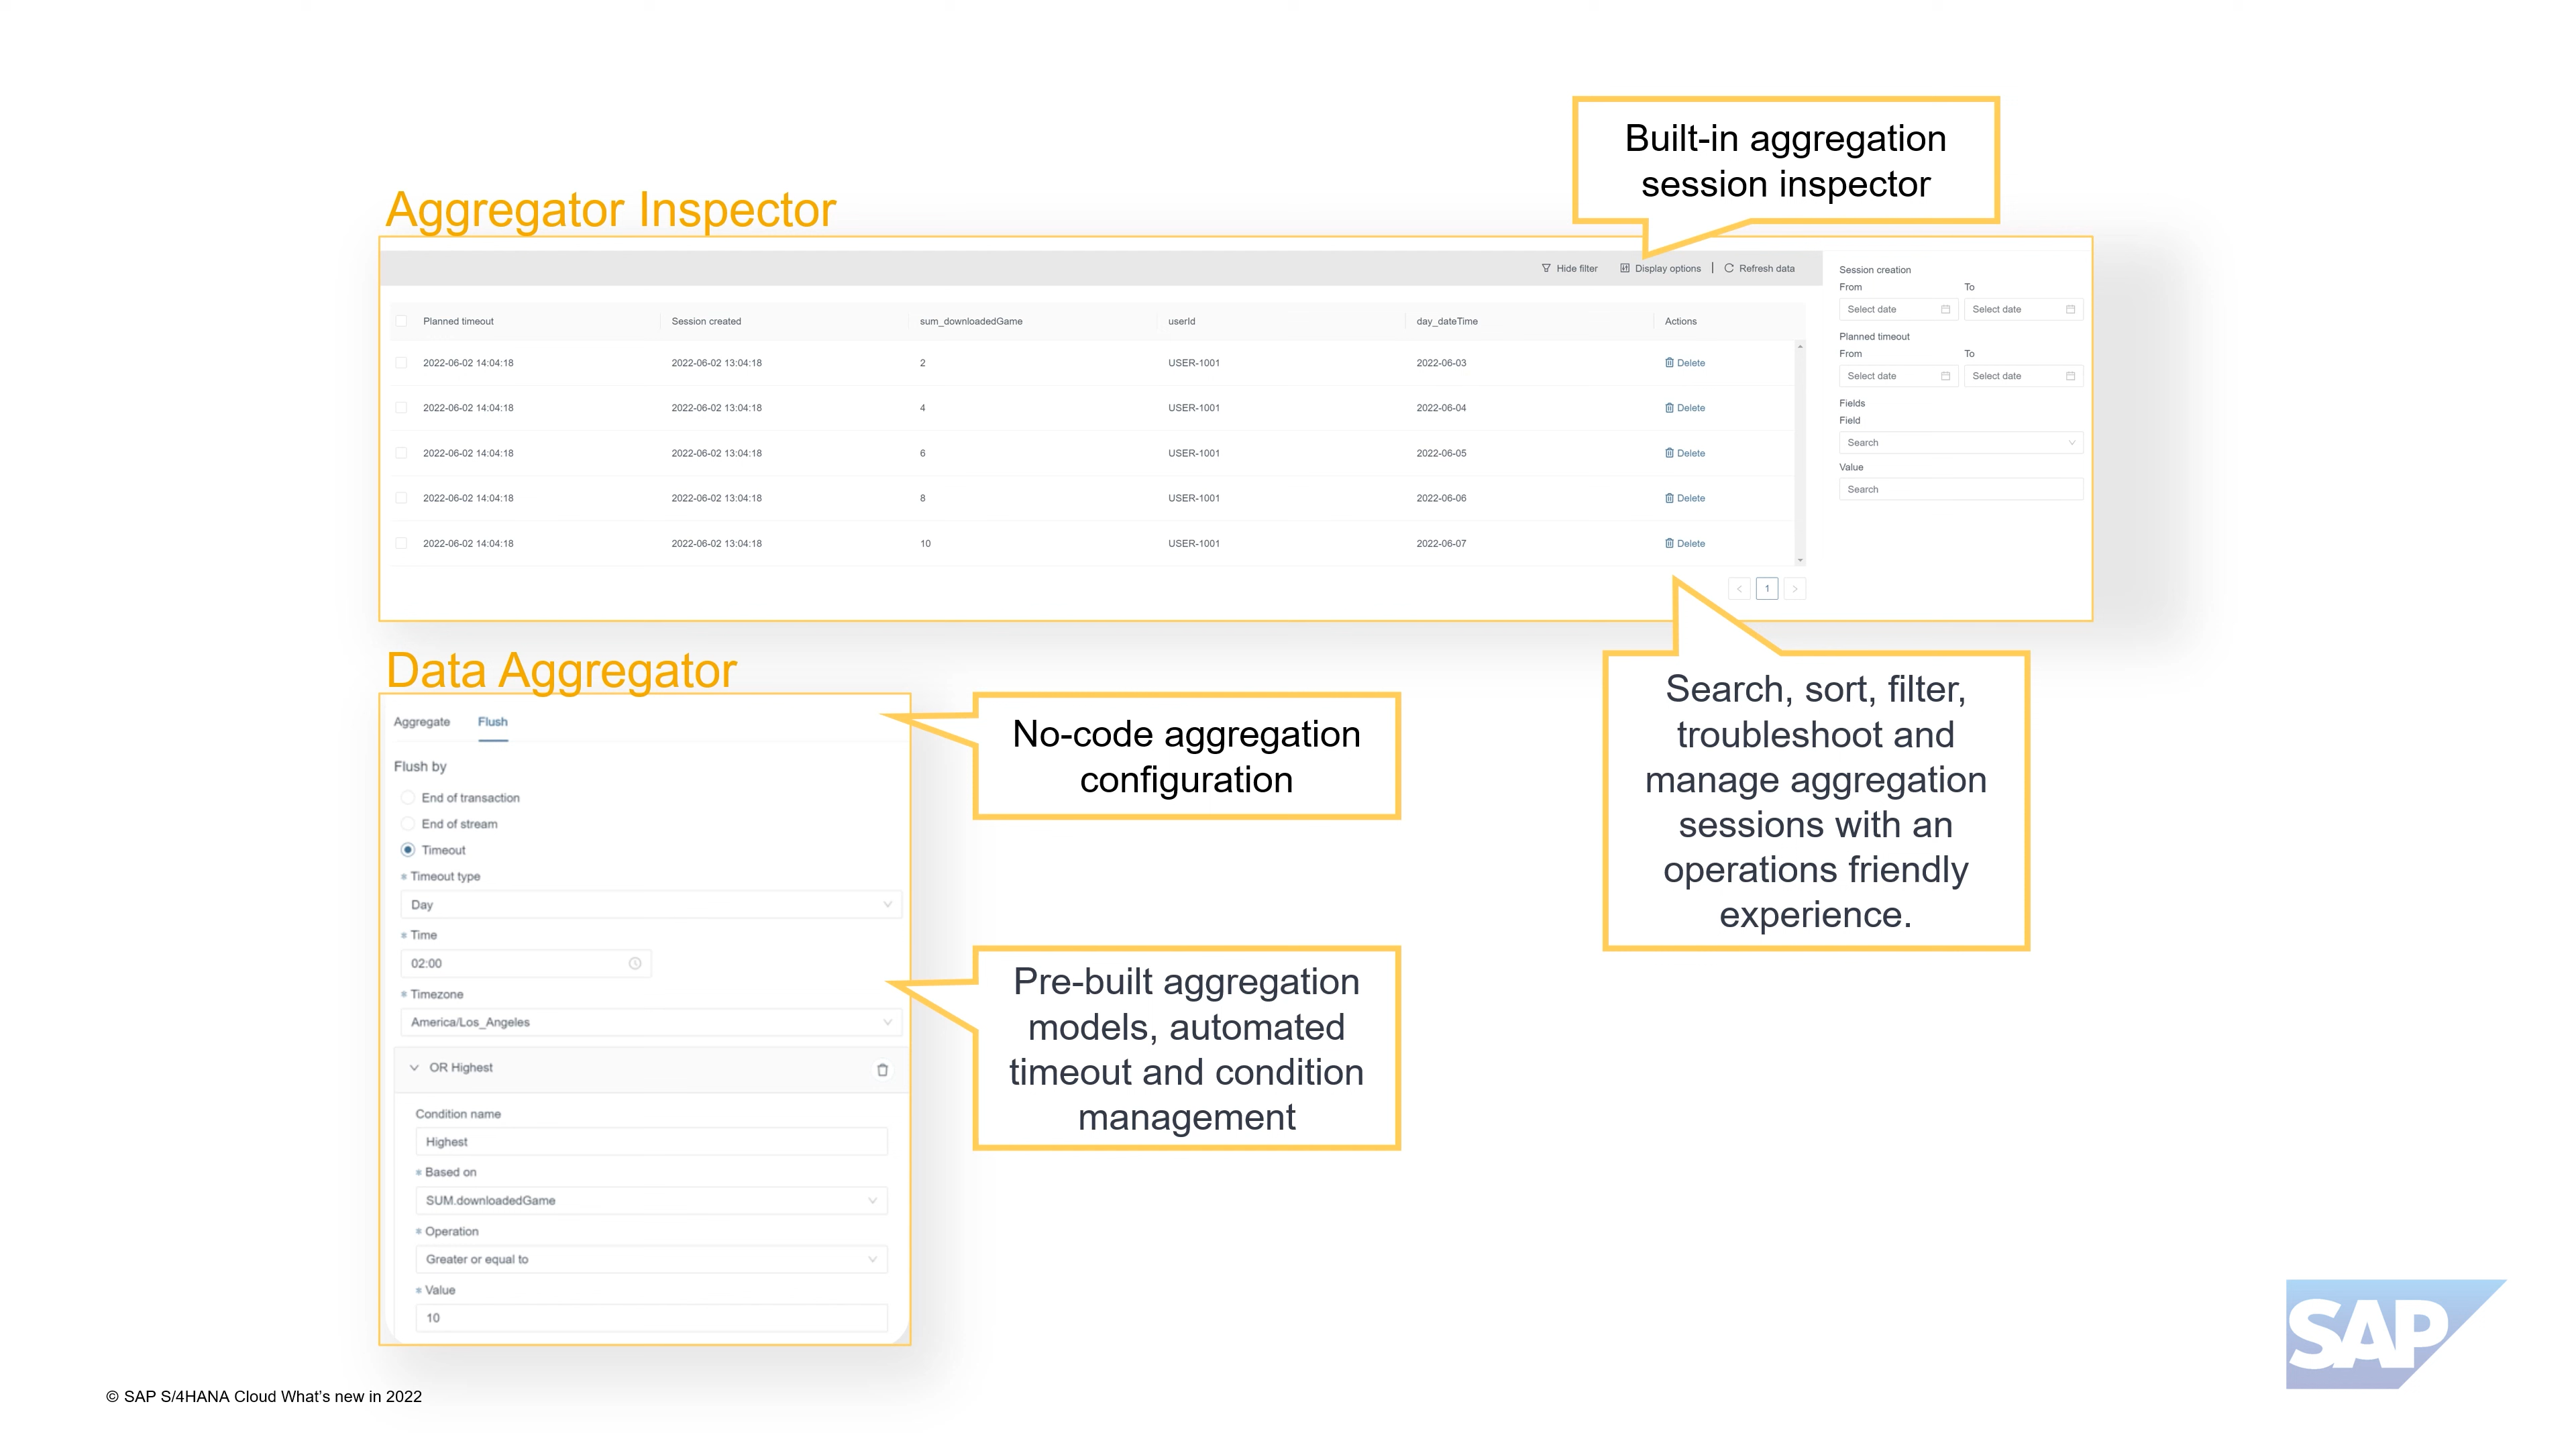 Built-in aggregation
session inspector
Aggregator Inspector
Hide filter Display options | Refresh data
Planned timeout Session created sum_downloadedGame userId day_dateTime Actions
2022-06-02 14:04:18 2022-06-02 13:04:18 2 USER-1001 2022-06-03 Delete
2022-06-02 14:04:18 2022-06-02 13:04:18 4 USER-1001 2022-06-04 Delete
2022-06-02 14:04:18 2022-06-02 13:04:18 6 USER-1001 2022-06-05 Delete
2022-06-02 14:04:18 2022-06-02 13:04:18 8 USER-1001 2022-06-06 Delete
2022-06-02 14:04:18 2022-06-02 13:04:18 10 USER-1001 2022-06-07 Delete
< 1 >
Session creation
From To
Select date Select date
Planned timeout
From To
Select date Select date
Fields
Field
Search
Value
Search
Search, sort, filter,
troubleshoot and
manage aggregation
sessions with an
operations friendly
experience.
Data Aggregator
Aggregate Flush
Flush by
End of transaction
End of stream
Timeout
* Timeout type
Day
* Time
02:00
* Timezone
America/Los_Angeles
OR Highest
Condition name
Highest
* Based on
SUM.downloadedGame
* Operation
Greater or equal to
* Value
10
No-code aggregation
configuration
Pre-built aggregation
models, automated
timeout and condition
management
SAP
© SAP S/4HANA Cloud What’s new in 2022